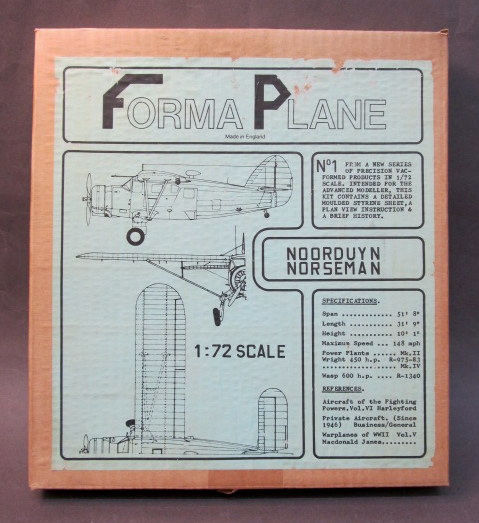 FORMA PLANE
Made in England
No1 FROM A NEW SERIES
OF PRECISION VAC-
FORMED PRODUCTS IN 1/72
SCALE. INTENDED FOR THE
ADVANCED MODELLER, THIS
KIT CONTAINS A DETAILED
MOULDED STYRENE SHEET, A
PLAN VIEW INSTRUCTION &
A BRIEF HISTORY.
NOORDUYN
NORSEMAN
1:72 SCALE
SPECIFICATIONS.
Span ............ 51' 8"
Length .......... 31' 9"
Height .......... 10' 1"
Maximum Speed ... 148 mph
Power Plants ...... Mk.II
Wright 450 h.p. R-975-E3
.................. Mk.IV
Wasp 600 h.p. .... R-1340
REFERENCES.
Aircraft of the Fighting
Powers,Vol.VI Harleyford
Private Aircraft, (Since
1946) Business/General
Warplanes of WWII Vol.V
Macdonald Janes.........